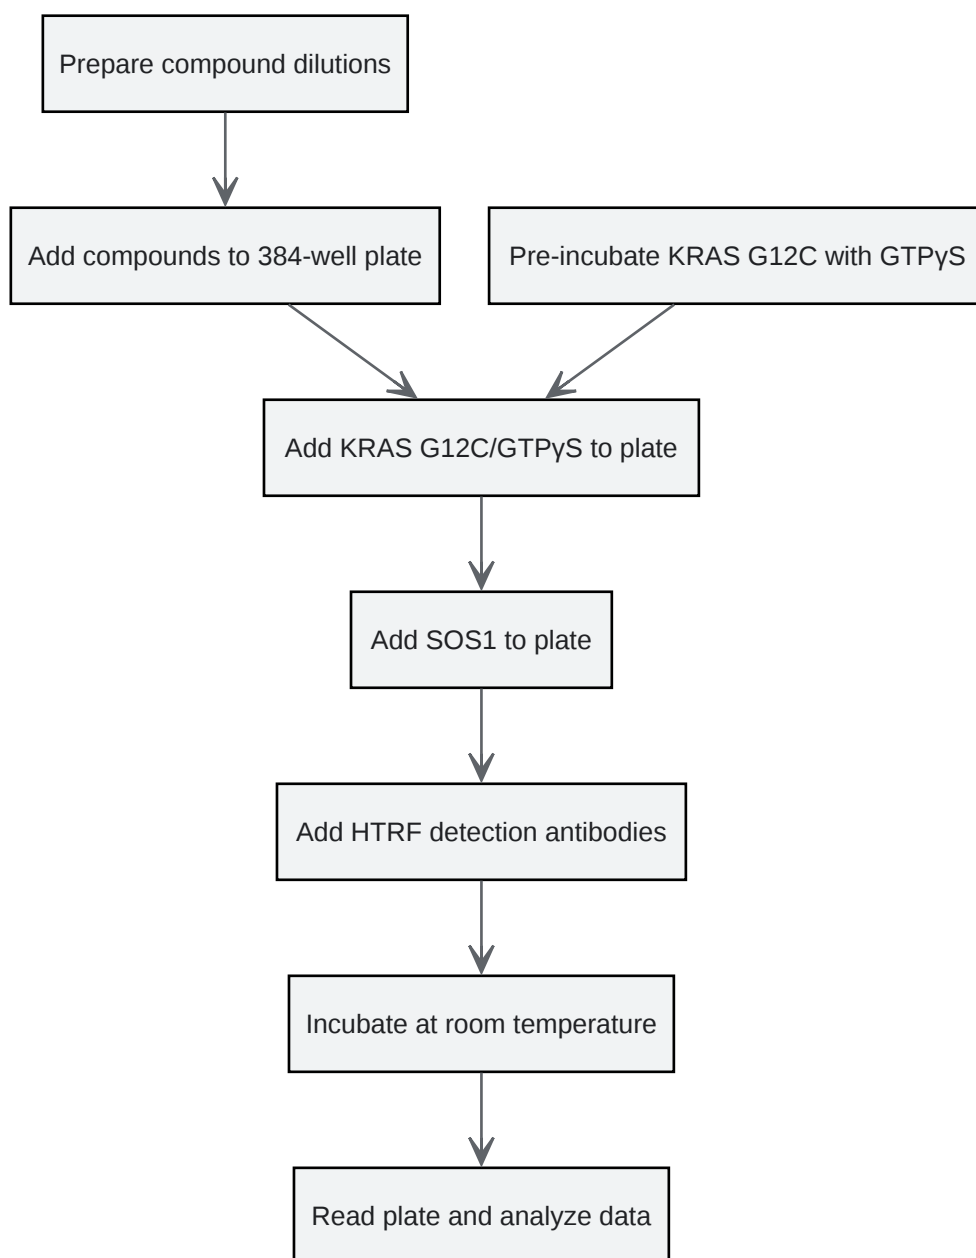 Prepare compound dilutions
Add compounds to 384-well plate
Pre-incubate KRAS G12C with GTPγS
Add KRAS G12C/GTPγS to plate
Add SOS1 to plate
Add HTRF detection antibodies
Incubate at room temperature
Read plate and analyze data